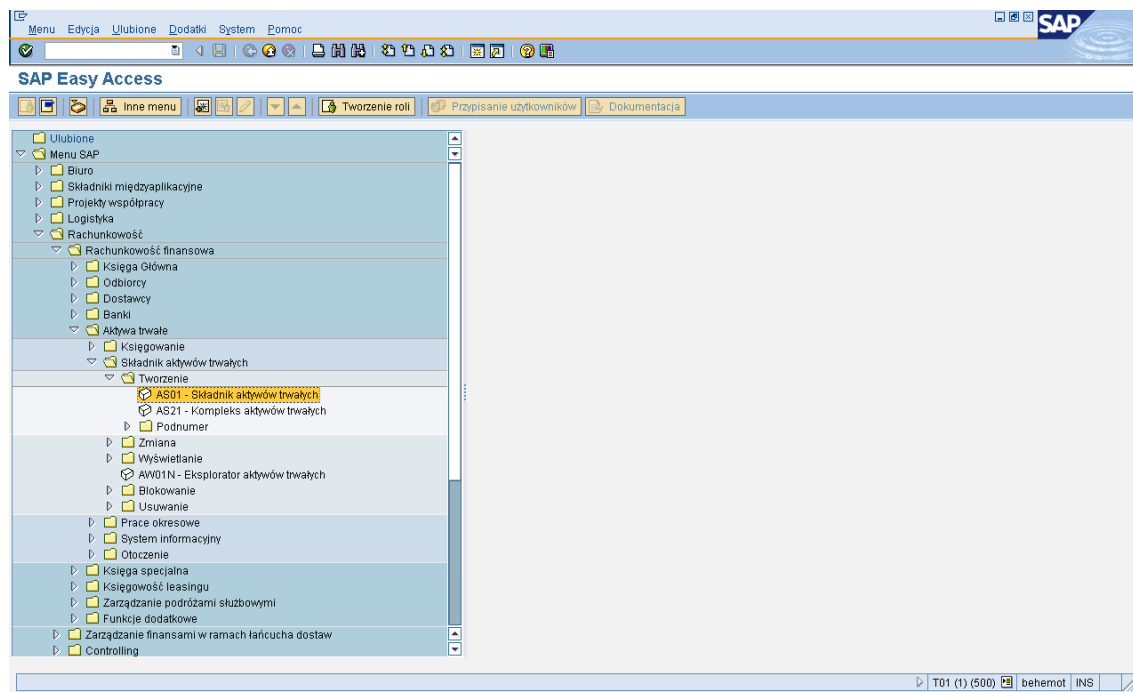 Menu Edycja Ulubione Dodatki System Pomoc
SAP
SAP Easy Access
Inne menu Tworzenie roli Przypisanie użytkowników Dokumentacja
Ulubione
Menu SAP
Biuro
Składniki międzyaplikacyjne
Projekty współpracy
Logistyka
Rachunkowość
Rachunkowość finansowa
Księga Główna
Odbiorcy
Dostawcy
Banki
Aktywa trwałe
Księgowanie
Składnik aktywów trwałych
Tworzenie
AS01 - Składnik aktywów trwałych
AS21 - Kompleks aktywów trwałych
Podnumer
Zmiana
Wyświetlanie
AW01N - Eksplorator aktywów trwałych
Blokowanie
Usuwanie
Prace okresowe
System informacyjny
Otoczenie
Księga specjalna
Księgowość leasingu
Zarządzanie podróżami służbowymi
Funkcje dodatkowe
Zarządzanie finansami w ramach łańcucha dostaw
Controlling
T01 (1) (500) behemot INS